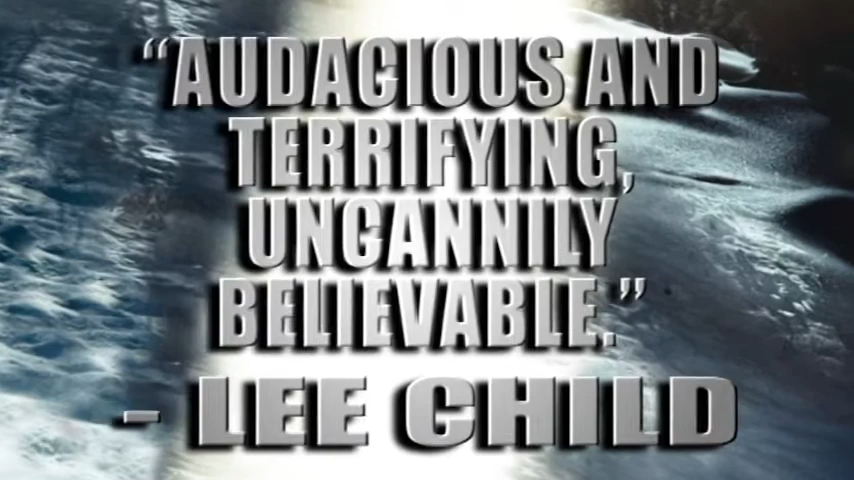 “AUDACIOUS AND
TERRIFYING,
UNCANNILY
BELIEVABLE.”
- LEE CHILD